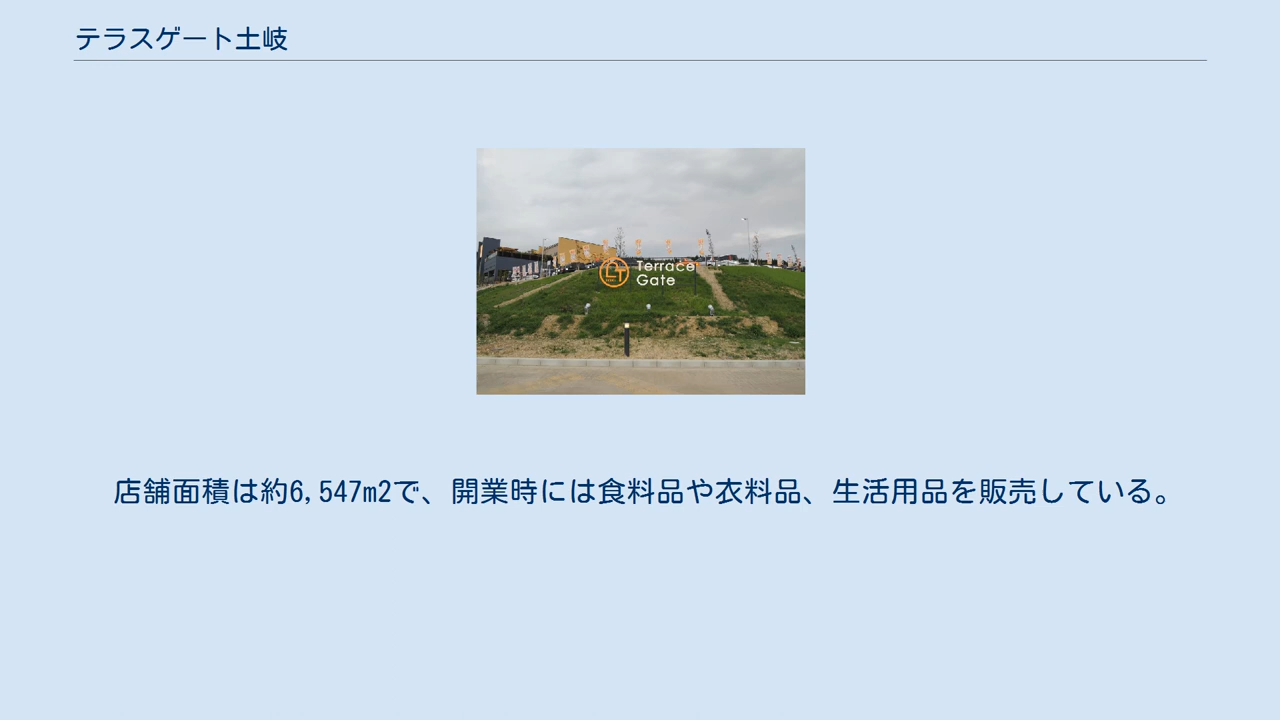 テラスゲート土岐
LT
Terrace
Gate
店舗面積は約6,547m2で、開業時には食料品や衣料品、生活用品を販売している。